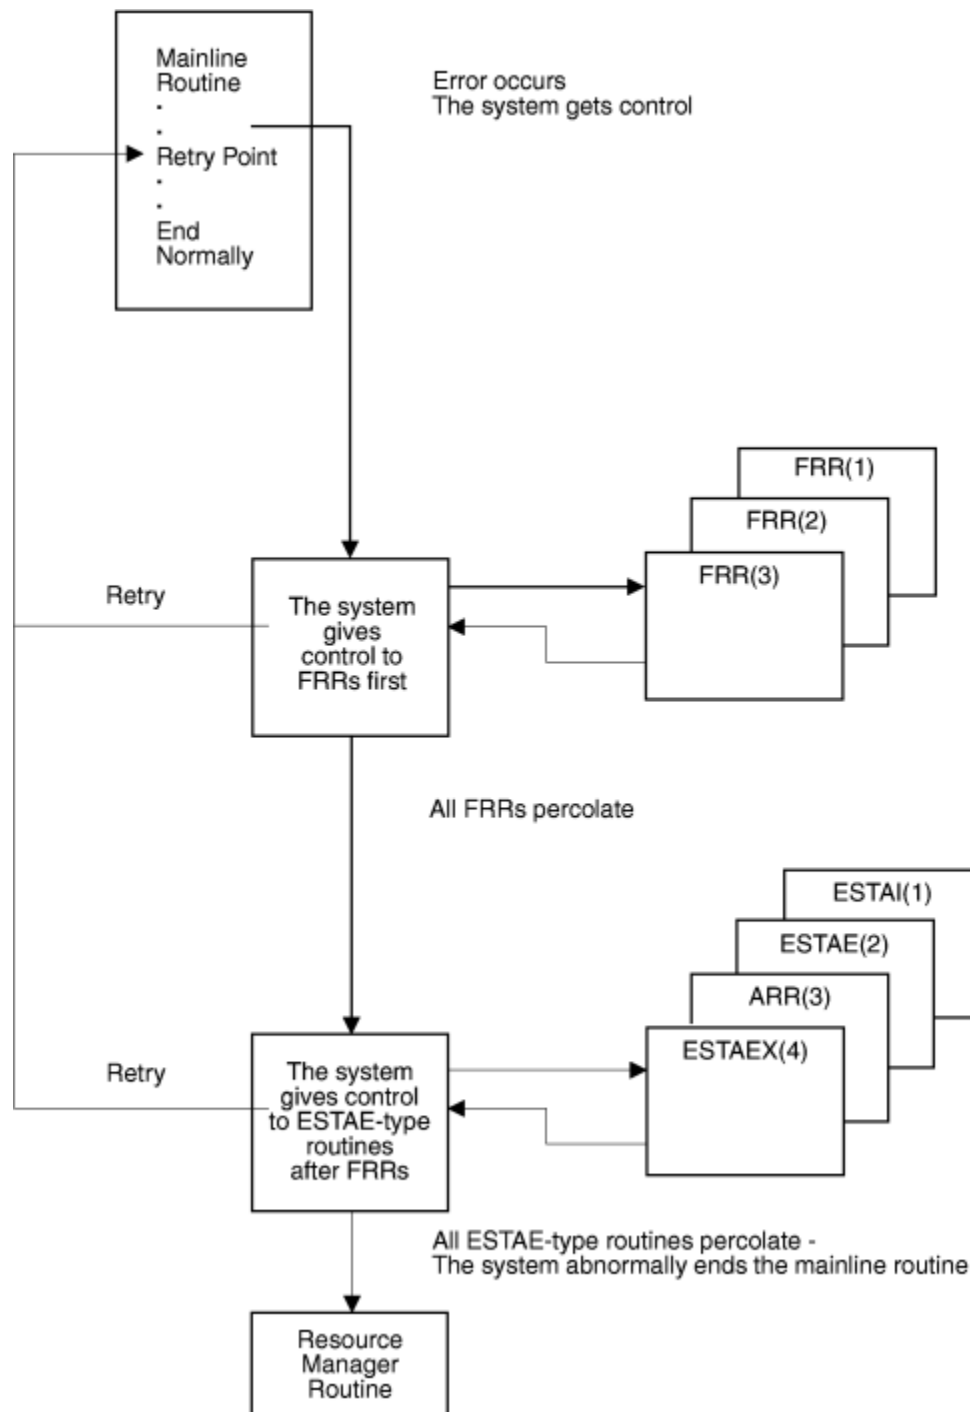 Mainline
Routine
.
.
Retry Point
.
.
End
Normally
Error occurs
The system gets control
FRR(1)
FRR(2)
FRR(3)
Retry
The system
gives
control to
FRRs first
All FRRs percolate
ESTAI(1)
ESTAE(2)
ARR(3)
ESTAEX(4)
Retry
The system
gives control
to ESTAE-type
routines
after FRRs
All ESTAE-type routines percolate -
The system abnormally ends the mainline routine
Resource
Manager
Routine